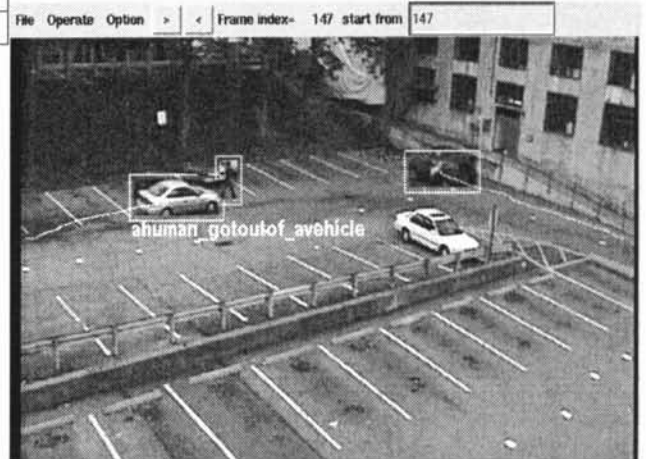 File Operate Option > < Frame index= 147 start from 147
ahuman_gotoutof_avehicle